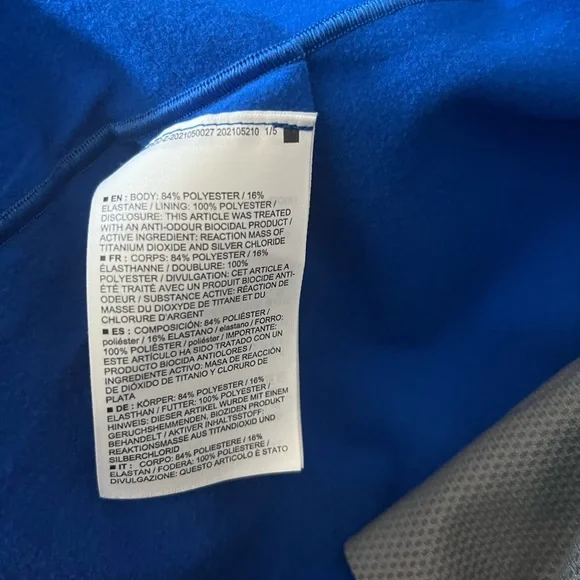 2021050027 202105210 1/5
■ EN : BODY: 84% POLYESTER / 16%
ELASTANE / LINING: 100% POLYESTER /
DISCLOSURE: THIS ARTICLE WAS TREATED
WITH AN ANTI-ODOUR BIOCIDAL PRODUCT /
ACTIVE INGREDIENT: REACTION MASS OF
TITANIUM DIOXIDE AND SILVER CHLORIDE
■ FR : CORPS: 84% POLYESTER / 16%
ÉLASTHANNE / DOUBLURE: 100%
POLYESTER / DIVULGATION: CET ARTICLE A
ÉTÉ TRAITÉ AVEC UN PRODUIT BIOCIDE ANTI-
ODEUR / SUBSTANCE ACTIVE: RÉACTION DE
MASSE DU DIOXYDE DE TITANE ET DU
CHLORURE D'ARGENT
■ ES : COMPOSICIÓN: 84% POLYESTER /
poliéster / 16% ELASTANO / elastano / FORRO:
100% POLIÉSTER / poliéster / IMPORTANTE:
ESTE ARTÍCULO HA SIDO TRATADO CON
PRODUCTO BIOCIDA ANTIOLORES /
ACTIVO INGREDIENTE: MASA DE REACCIÓN
DE DIÓXIDO DE TITANIO Y CLORURO DE
PLATA
■ DE : KÖRPER: 84% POLYESTER / 16%
ELASTHAN / FUTTER: 100% POLYESTER /
HINWEIS: DIESER ARTIKEL WURDE MIT EINEM
GERUCHSHEMMENDEN, BIOZIDEN PRODUKT
BEHANDELT / AKTIVER INHALTSSTOFF:
REAKTIONSMASSE AUS TITANDIOXID UND
SILBERCHLORID
■ IT : CORPO: 84% POLIESTERE / 16%
ELASTAN / FODERA: 100% POLIESTERE /
DIVULGAZIONE: QUESTO ARTICOLO È STATO